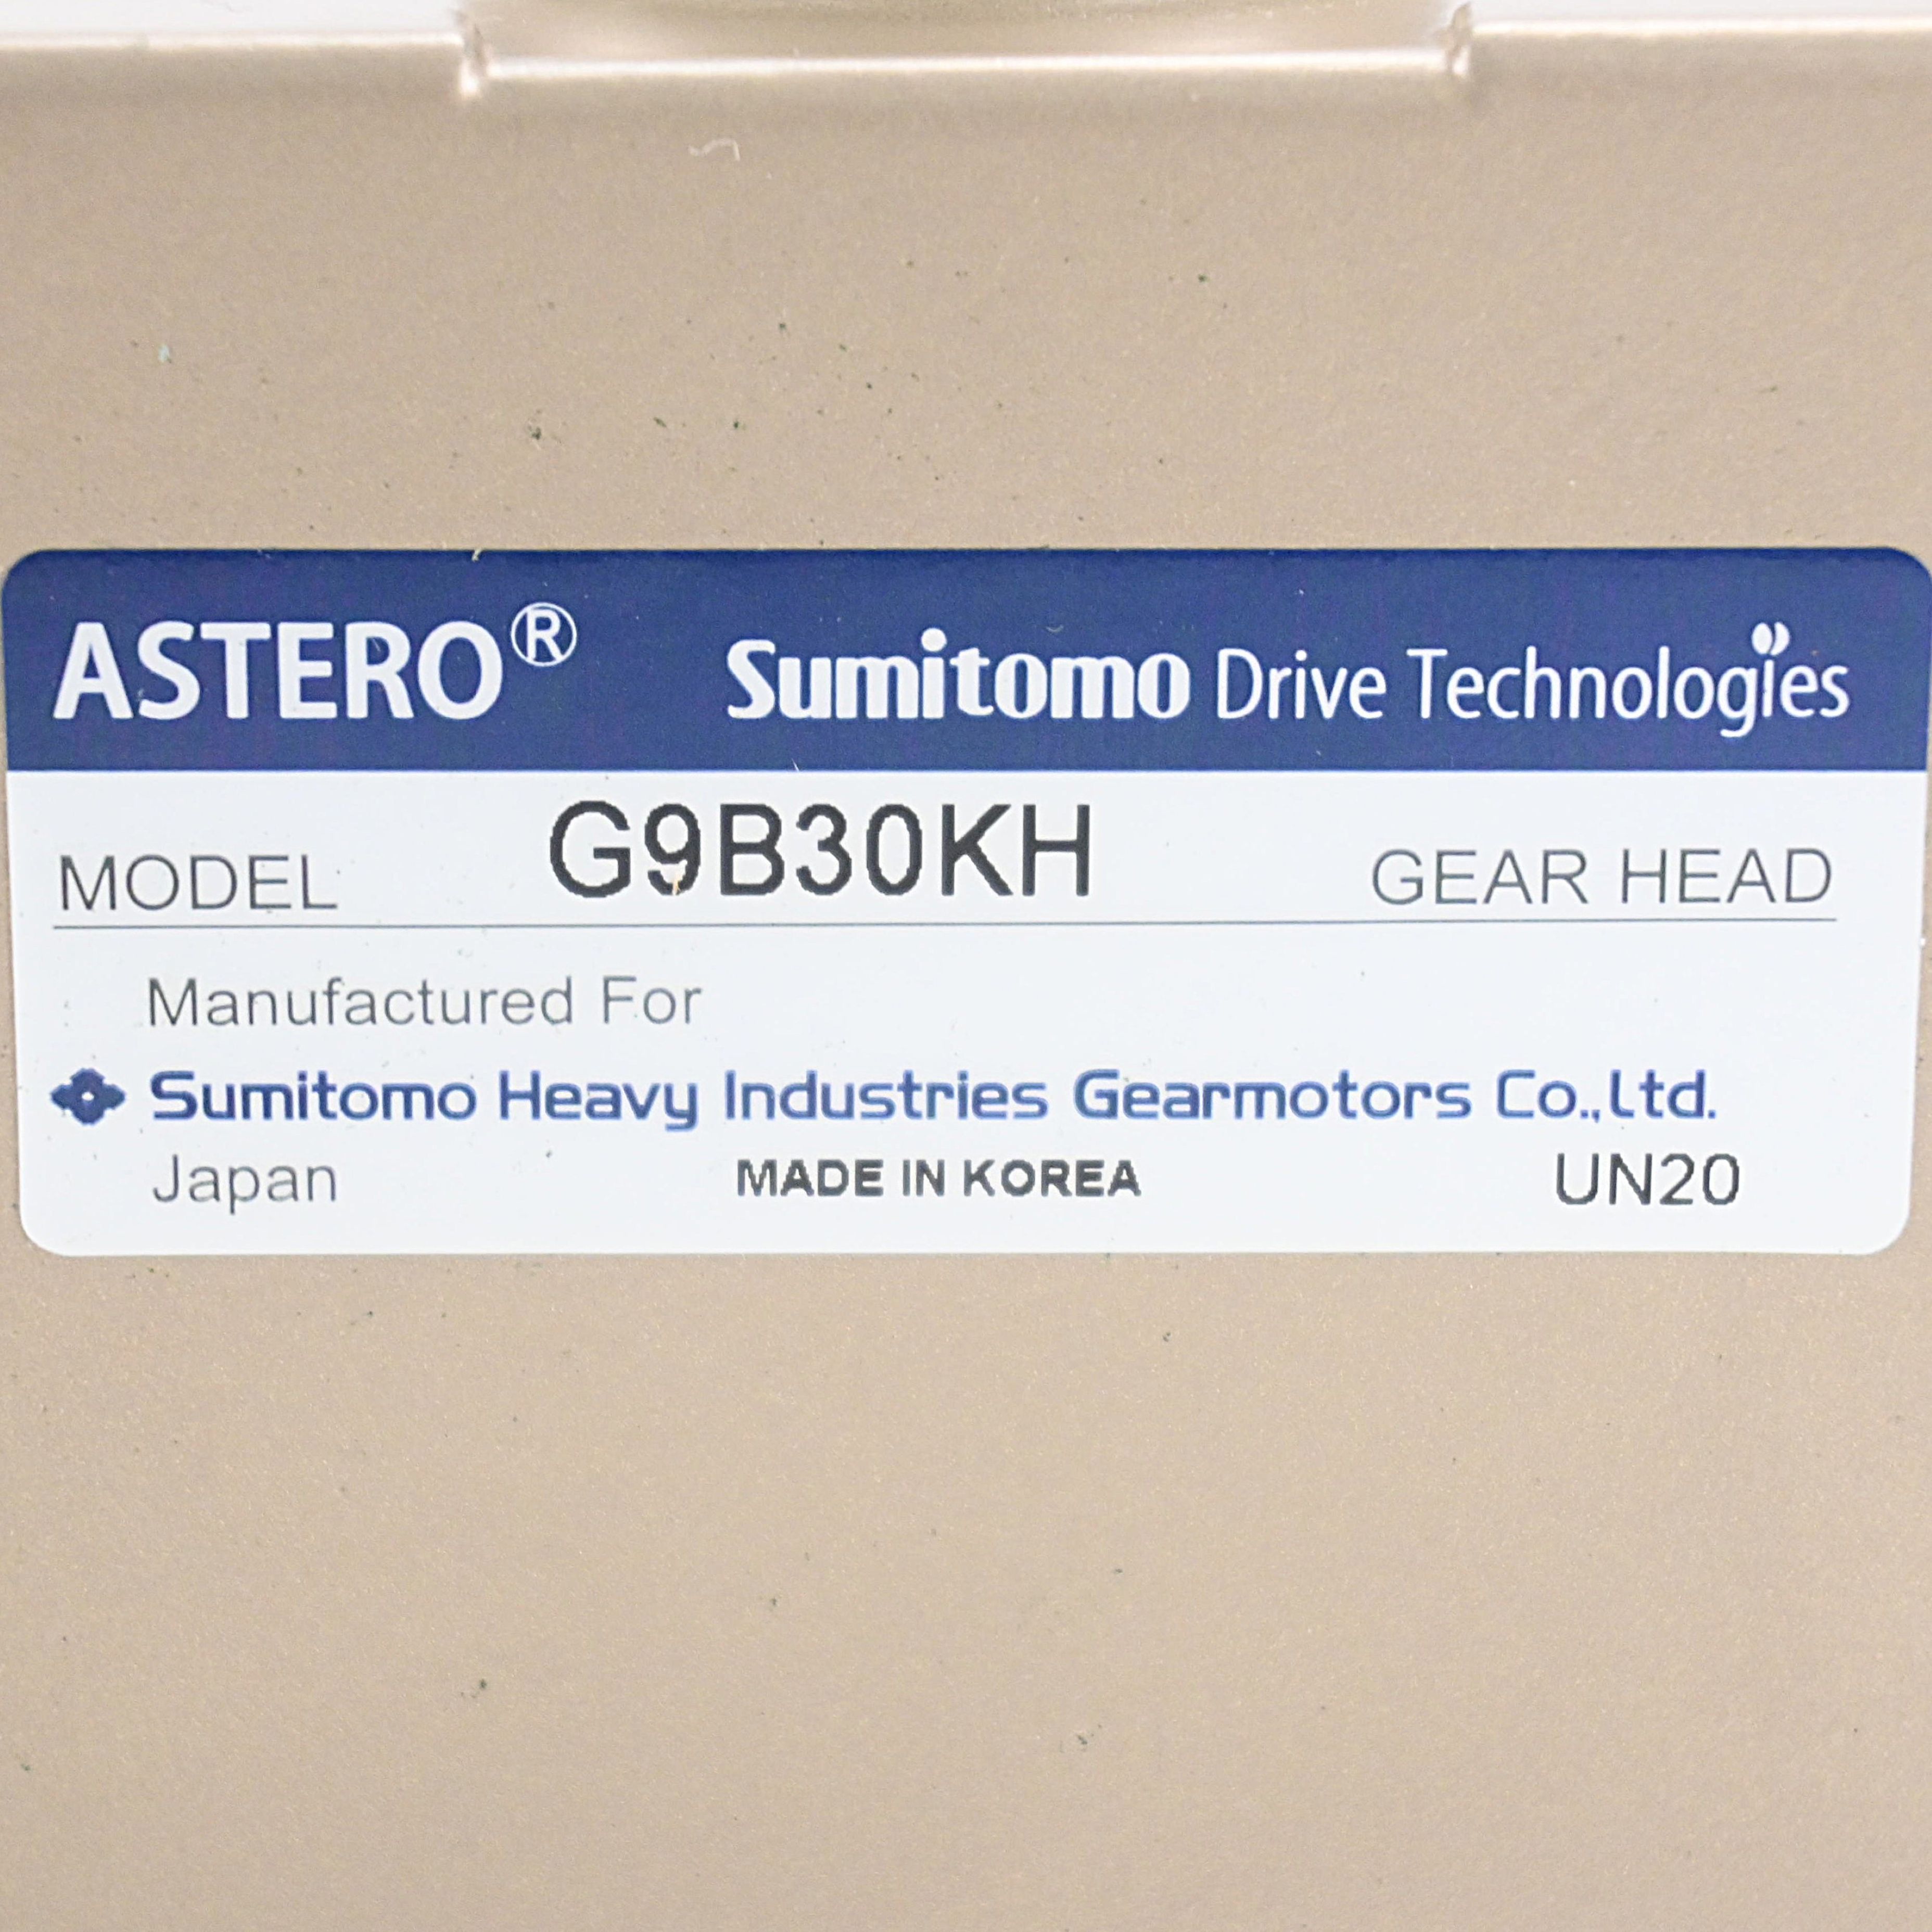 ASTERO® Sumitomo Drive Technologies
MODEL G9B30KH GEAR HEAD
Manufactured For
Sumitomo Heavy Industries Gearmotors Co.,Ltd.
Japan MADE IN KOREA UN20